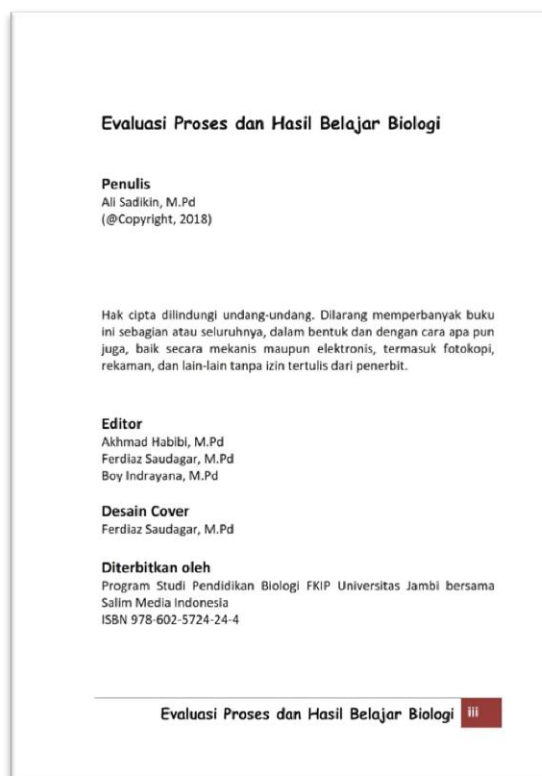 Evaluasi Proses dan Hasil Belajar Biologi
Penulis
Ali Sadikin, M.Pd
(@Copyright, 2018)
Hak cipta dilindungi undang-undang. Dilarang memperbanyak buku
ini sebagian atau seluruhnya, dalam bentuk dan dengan cara apa pun
juga, baik secara mekanis maupun elektronis, termasuk fotokopi,
rekaman, dan lain-lain tanpa izin tertulis dari penerbit.
Editor
Akhmad Habibi, M.Pd
Ferdiaz Saudagar, M.Pd
Boy Indrayana, M.Pd
Desain Cover
Ferdiaz Saudagar, M.Pd
Diterbitkan oleh
Program Studi Pendidikan Biologi FKIP Universitas Jambi bersama
Salim Media Indonesia
ISBN 978-602-5724-24-4
Evaluasi Proses dan Hasil Belajar Biologi iii